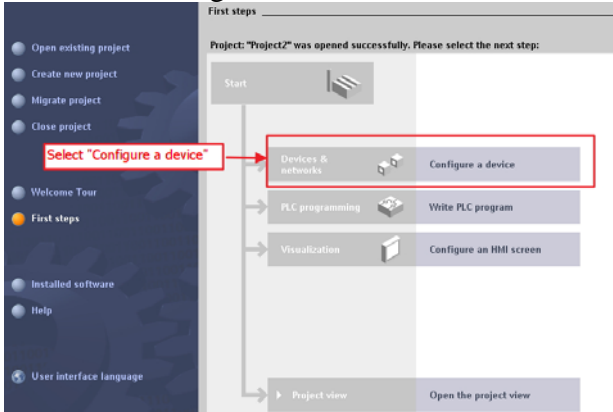 First steps
Project: "Project2" was opened successfully. Please select the next step:
Open existing project
Create new project
Migrate project
Close project
Welcome Tour
First steps
Installed software
Help
User interface language
Start
Select "Configure a device"
Devices &
networks
Configure a device
PLC programming
Write PLC program
Visualization
Configure an HMI screen
Project view
Open the project view